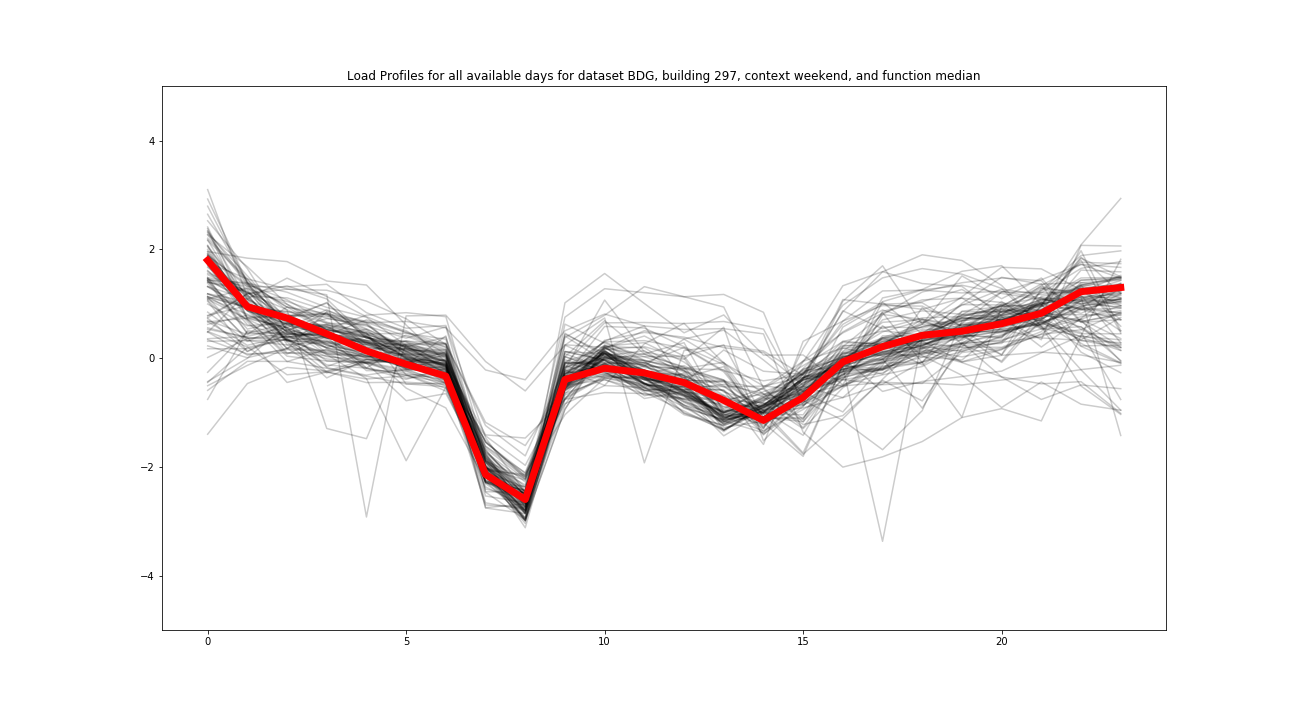 Load Profiles for all available days for dataset BDG, building 297, context weekend, and function median
4
2
0
−2
−4
0 5 10 15 20